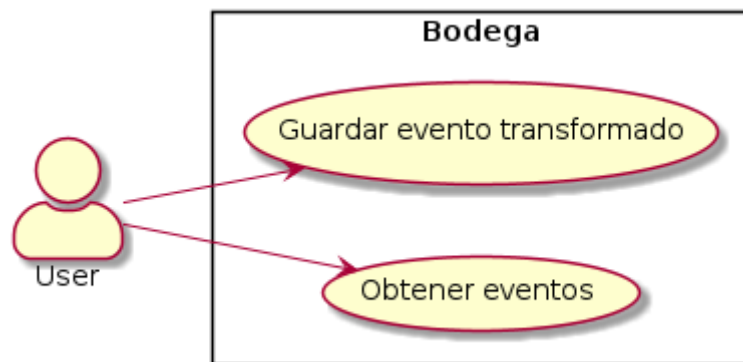 Bodega
Guardar evento transformado
User
Obtener eventos